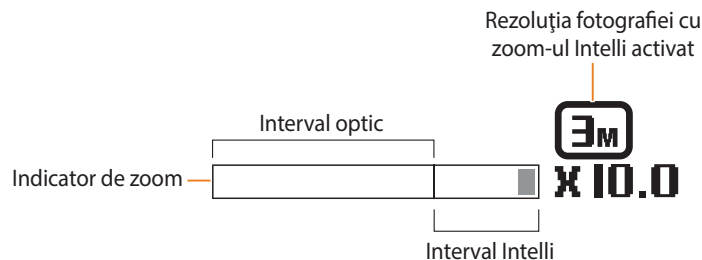 Rezoluţia fotografiei cu
zoom-ul Intelli activat
Interval optic
3M
Indicator de zoom
X 10.0
Interval Intelli